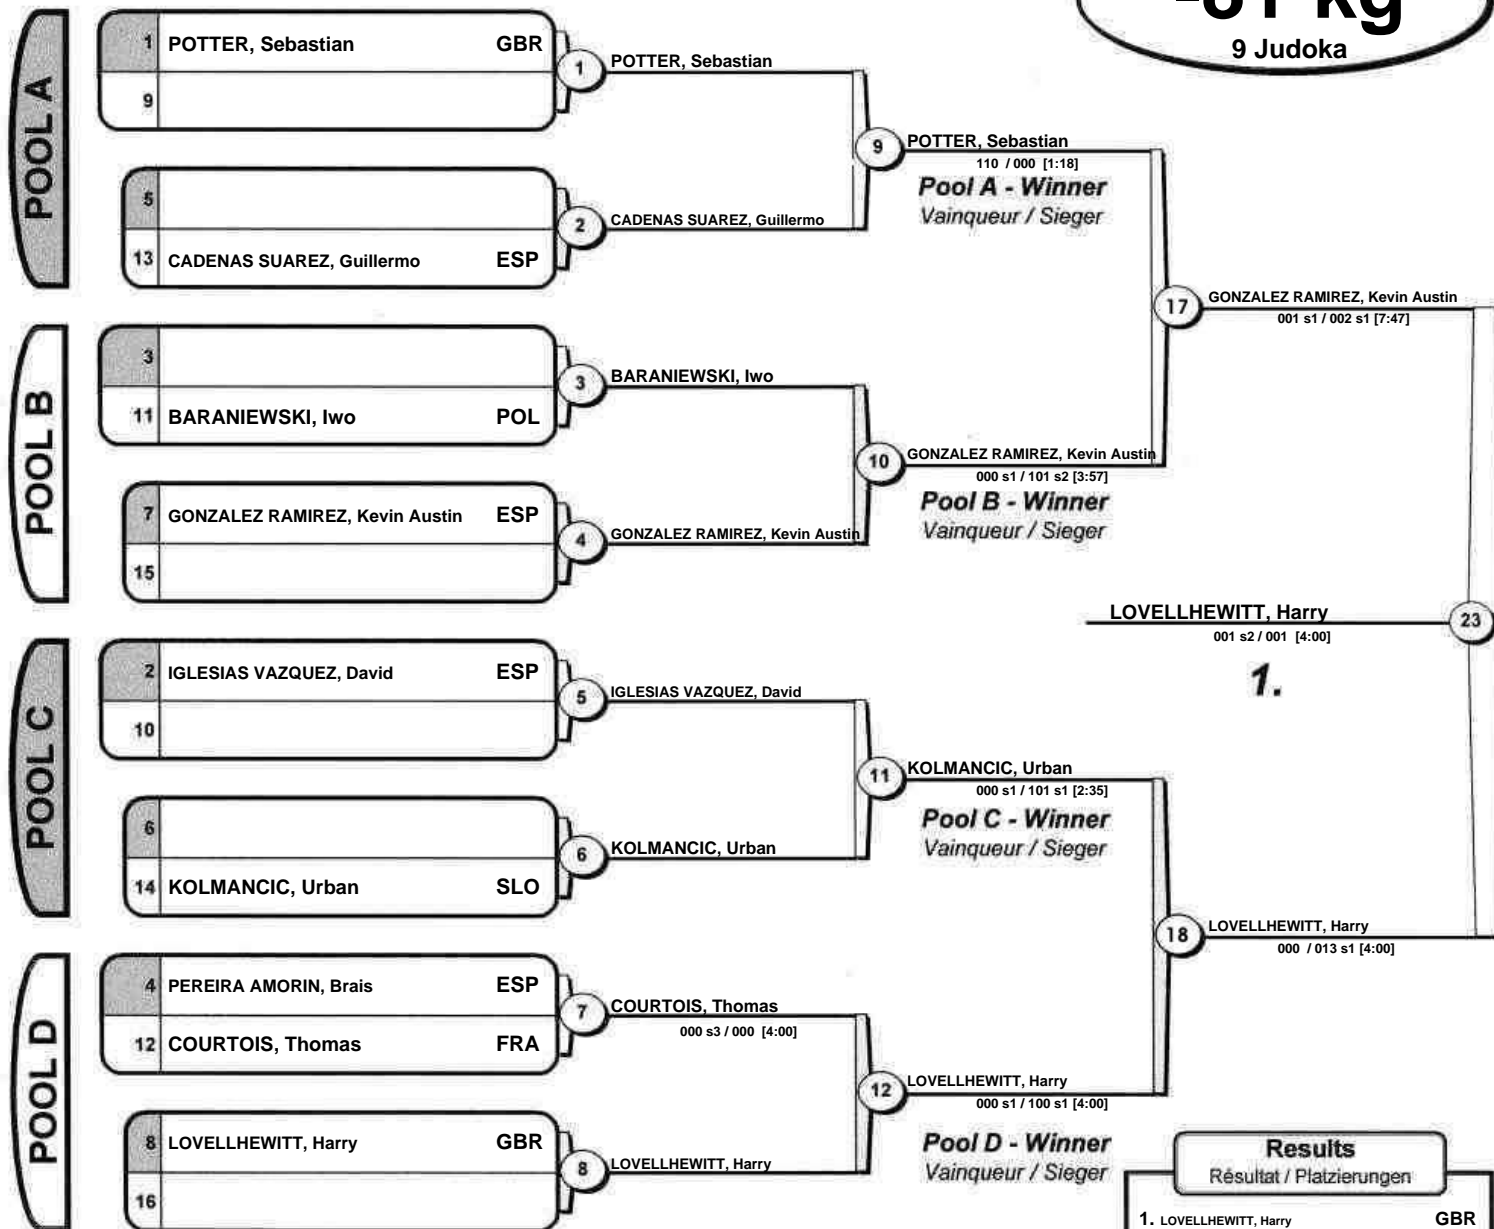 -81 kg
9 Judoka
POOL A
1 POTTER, Sebastian GBR
9
5
13 CADENAS SUAREZ, Guillermo ESP
1 POTTER, Sebastian
2 CADENAS SUAREZ, Guillermo
9 POTTER, Sebastian
110 / 000 [1:18]
Pool A - Winner
Vainqueur / Sieger
POOL B
3
11 BARANIEWSKI, Iwo POL
7 GONZALEZ RAMIREZ, Kevin Austin ESP
15
3 BARANIEWSKI, Iwo
4 GONZALEZ RAMIREZ, Kevin Austin
10 GONZALEZ RAMIREZ, Kevin Austin
000 s1 / 101 s2 [3:57]
Pool B - Winner
Vainqueur / Sieger
17 GONZALEZ RAMIREZ, Kevin Austin
001 s1 / 002 s1 [7:47]
LOVELLHEWITT, Harry 23
001 s2 / 001 [4:00]
1.
POOL C
2 IGLESIAS VAZQUEZ, David ESP
10
6
14 KOLMANCIC, Urban SLO
5 IGLESIAS VAZQUEZ, David
6 KOLMANCIC, Urban
11 KOLMANCIC, Urban
000 s1 / 101 s1 [2:35]
Pool C - Winner
Vainqueur / Sieger
POOL D
4 PEREIRA AMORIN, Brais ESP
12 COURTOIS, Thomas FRA
8 LOVELLHEWITT, Harry GBR
16
7 COURTOIS, Thomas
000 s3 / 000 [4:00]
8 LOVELLHEWITT, Harry
12 LOVELLHEWITT, Harry
000 s1 / 100 s1 [4:00]
Pool D - Winner
Vainqueur / Sieger
18 LOVELLHEWITT, Harry
000 / 013 s1 [4:00]
Results
Résultat / Platzierungen
1. LOVELLHEWITT, Harry GBR